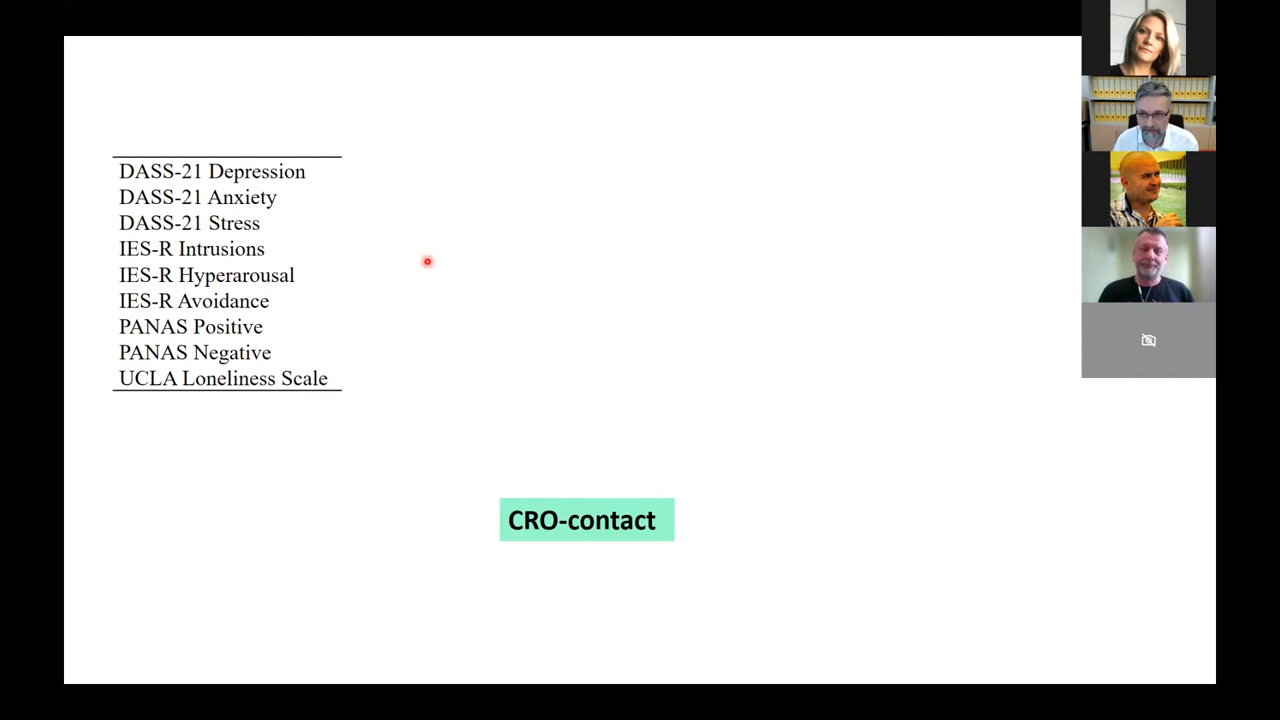 DASS-21 Depression
DASS-21 Anxiety
DASS-21 Stress
IES-R Intrusions
IES-R Hyperarousal
IES-R Avoidance
PANAS Positive
PANAS Negative
UCLA Loneliness Scale
CRO-contact